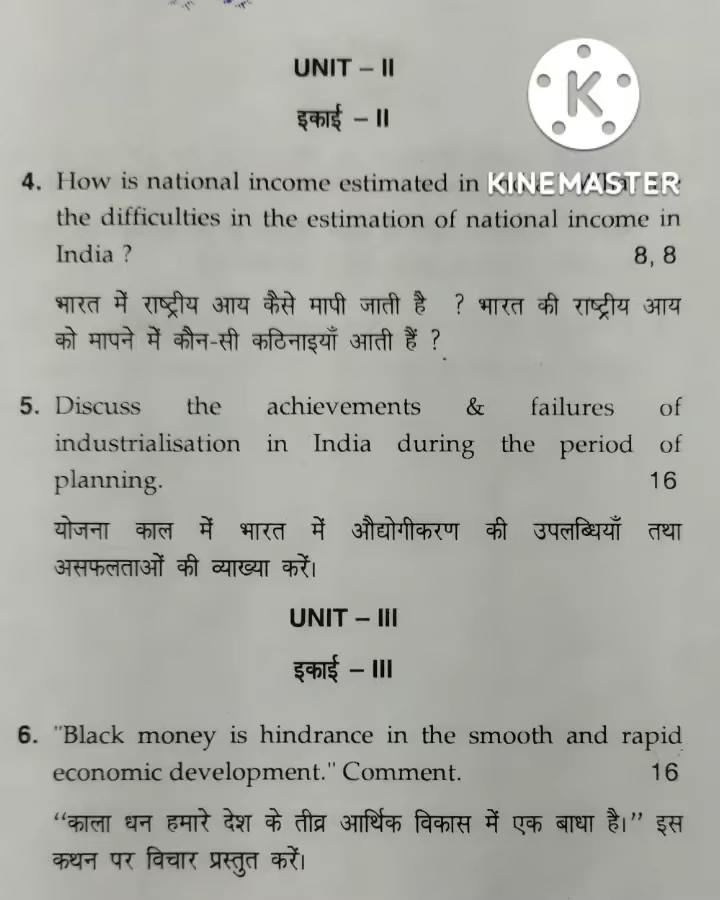 UNIT – II
इकाई – II
K
KINEMASTER
4. How is national income estimated in
the difficulties in the estimation of national income in
India ? 8, 8
भारत में राष्ट्रीय आय कैसे मापी जाती है ? भारत की राष्ट्रीय आय
को मापने में कौन-सी कठिनाइयाँ आती हैं ?
5. Discuss the achievements & failures of
industrialisation in India during the period of
planning. 16
योजना काल में भारत में औद्योगीकरण की उपलब्धियाँ तथा
असफलताओं की व्याख्या करें।
UNIT – III
इकाई – III
6. "Black money is hindrance in the smooth and rapid
economic development." Comment. 16
‘‘काला धन हमारे देश के तीव्र आर्थिक विकास में एक बाधा है।’’ इस
कथन पर विचार प्रस्तुत करें।